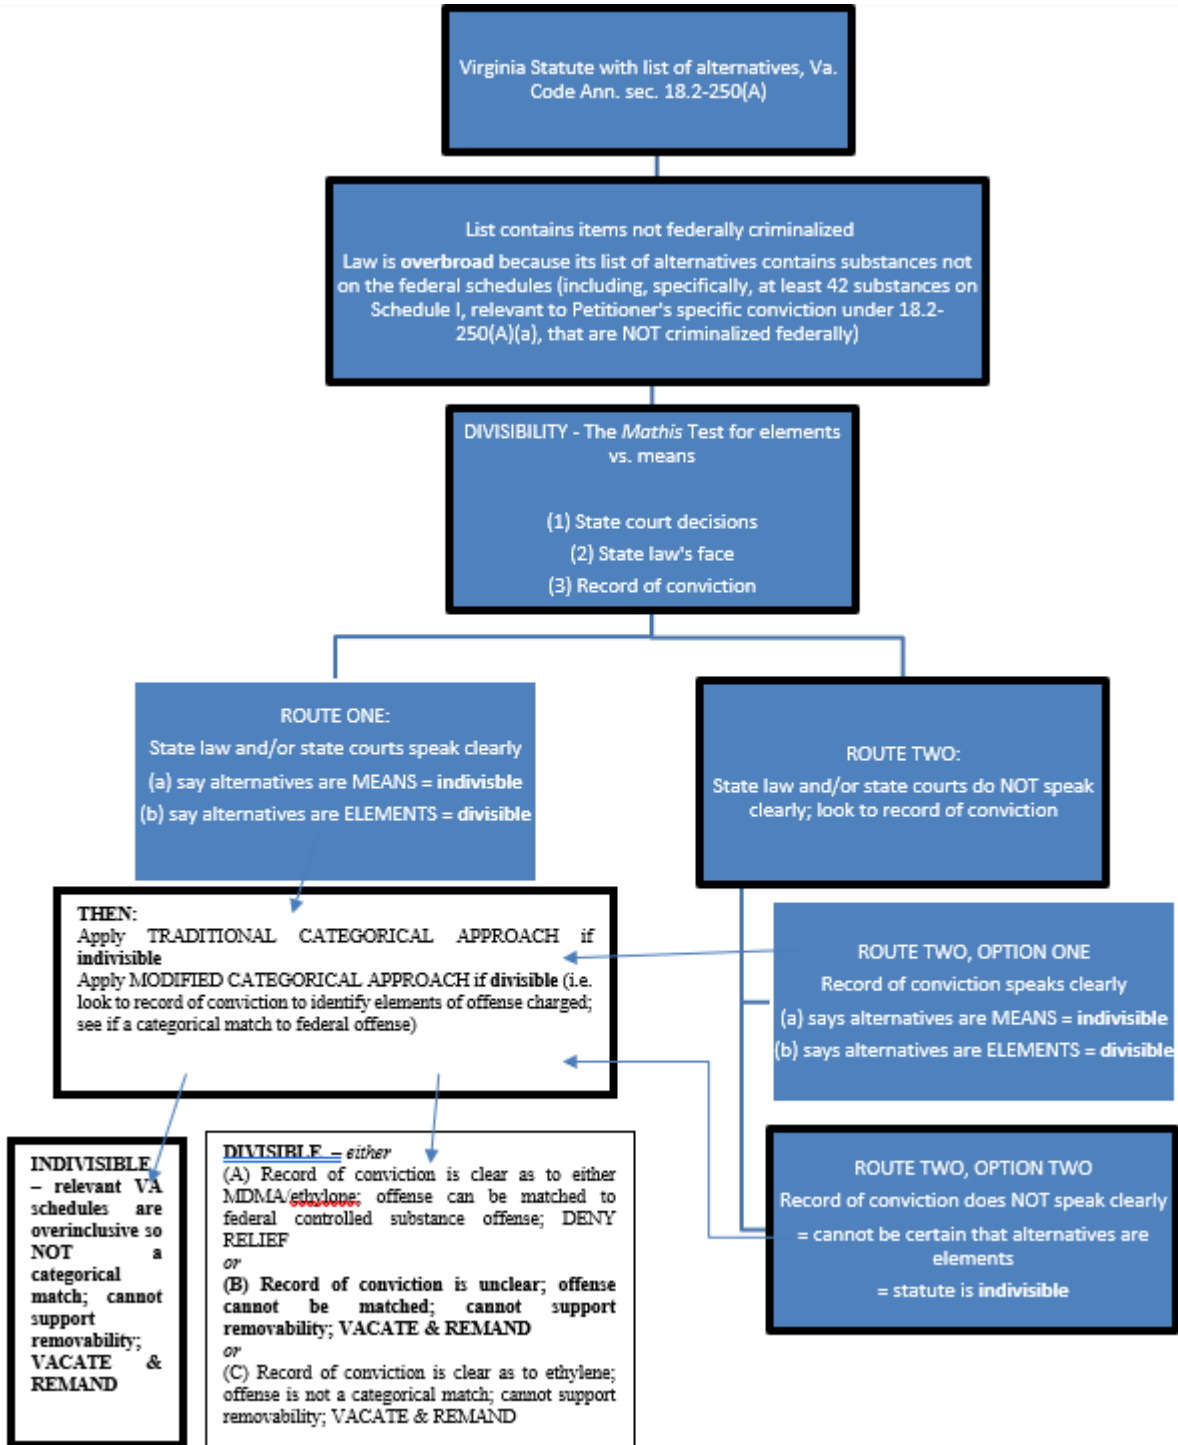 Virginia Statute with list of alternatives, Va.
Code Ann. sec. 18.2-250(A)
List contains items not federally criminalized
Law is overbroad because its list of alternatives contains substances not
on the federal schedules (including, specifically, at least 42 substances on
Schedule I, relevant to Petitioner's specific conviction under 18.2-
250(A)(a), that are NOT criminalized federally)
DIVISIBILITY - The Mathis Test for elements
vs. means
(1) State court decisions
(2) State law's face
(3) Record of conviction
ROUTE ONE:
State law and/or state courts speak clearly
(a) say alternatives are MEANS = indivisble
(b) say alternatives are ELEMENTS = divisible
ROUTE TWO:
State law and/or state courts do NOT speak
clearly; look to record of conviction
THEN:
Apply TRADITIONAL CATEGORICAL APPROACH if
indivisible
Apply MODIFIED CATEGORICAL APPROACH if divisible (i.e.
look to record of conviction to identify elements of offense charged;
see if a categorical match to federal offense)
ROUTE TWO, OPTION ONE
Record of conviction speaks clearly
(a) says alternatives are MEANS = indivisible
(b) says alternatives are ELEMENTS = divisible
ROUTE TWO, OPTION TWO
Record of conviction does NOT speak clearly
= cannot be certain that alternatives are
elements
= statute is indivisible
INDIVISIBLE
– relevant VA
schedules are
overinclusive so
NOT a
categorical
match; cannot
support
removability;
VACATE &
REMAND
DIVISIBLE – either
(A) Record of conviction is clear as to either
MDMA/ethylone; offense can be matched to
federal controlled substance offense; DENY
RELIEF
or
(B) Record of conviction is unclear; offense
cannot be matched; cannot support
removability; VACATE & REMAND
or
(C) Record of conviction is clear as to ethylene;
offense is not a categorical match; cannot support
removability; VACATE & REMAND